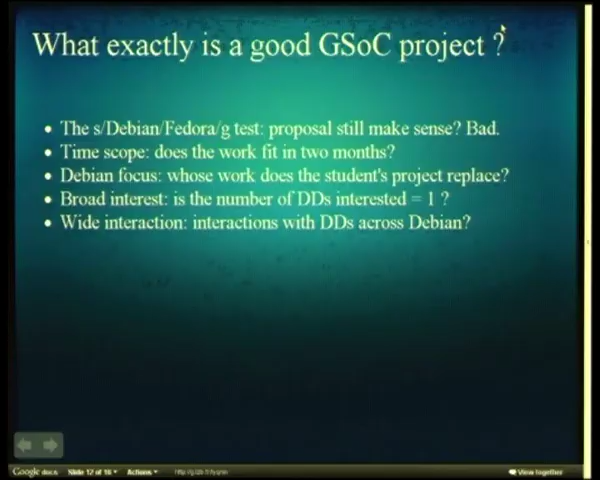 What exactly is a good GSoC project ?
The s/Debian/Fedora/g test: proposal still make sense? Bad.
Time scope: does the work fit in two months?
Debian focus: whose work does the student's project replace?
Broad interest: is the number of DDs interested = 1 ?
Wide interaction: interactions with DDs across Debian?
Google docs Slide 12 of 16 Actions View together